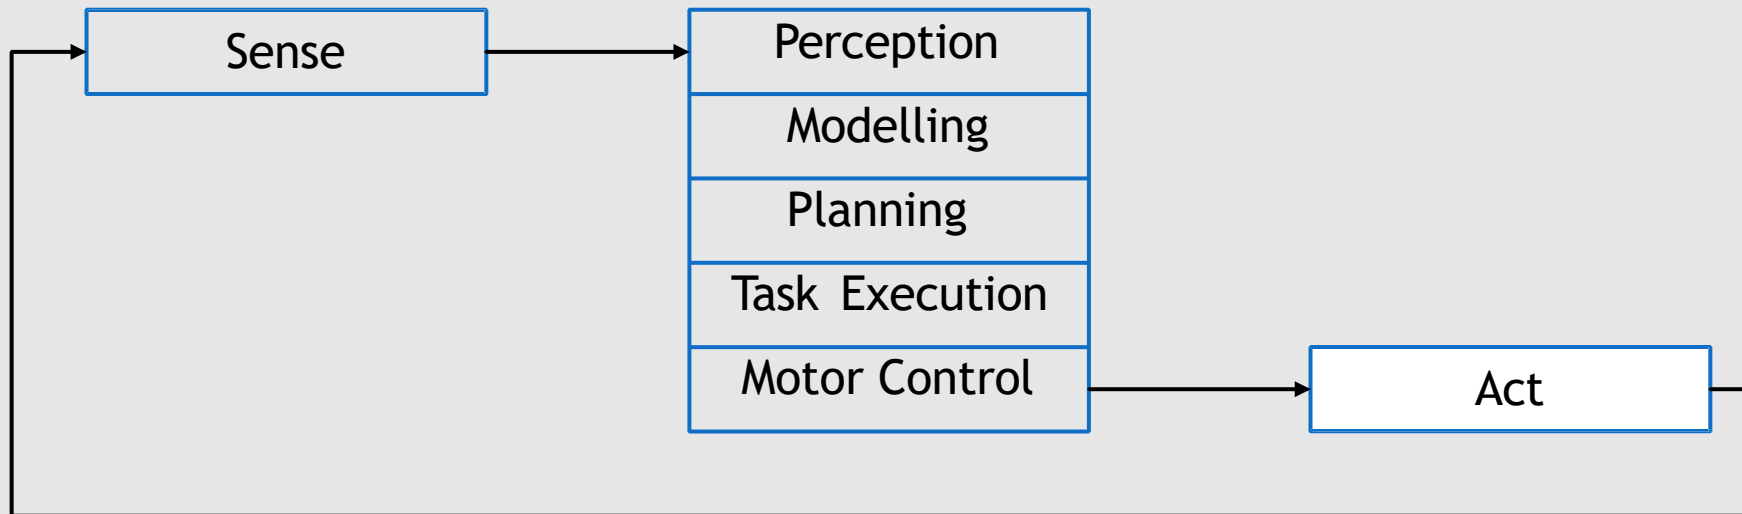 Sense
Perception
Modelling
Planning
Task Execution
Motor Control
Act